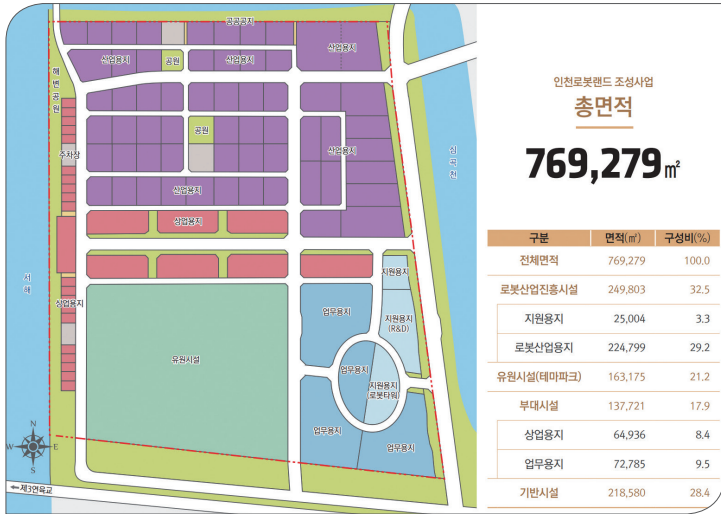 공공공지
산업용지
공원
산업용지
산업용지
해변공원
주차장
공원
산업용지
심곡천
산업용지
상업용지
서해
상업용지
지원용지
업무용지
지원용지
(R&D)
유원시설
업무용지
지원용지
(로봇타워)
업무용지
업무용지
N
W
E
S
←제3연육교
인천로봇랜드 조성사업
총면적
769,279㎡
구분 면적(㎡) 구성비(%)
전체면적 769,279 100.0
로봇산업진흥시설 249,803 32.5
지원용지 25,004 3.3
로봇산업용지 224,799 29.2
유원시설(테마파크) 163,175 21.2
부대시설 137,721 17.9
상업용지 64,936 8.4
업무용지 72,785 9.5
기반시설 218,580 28.4